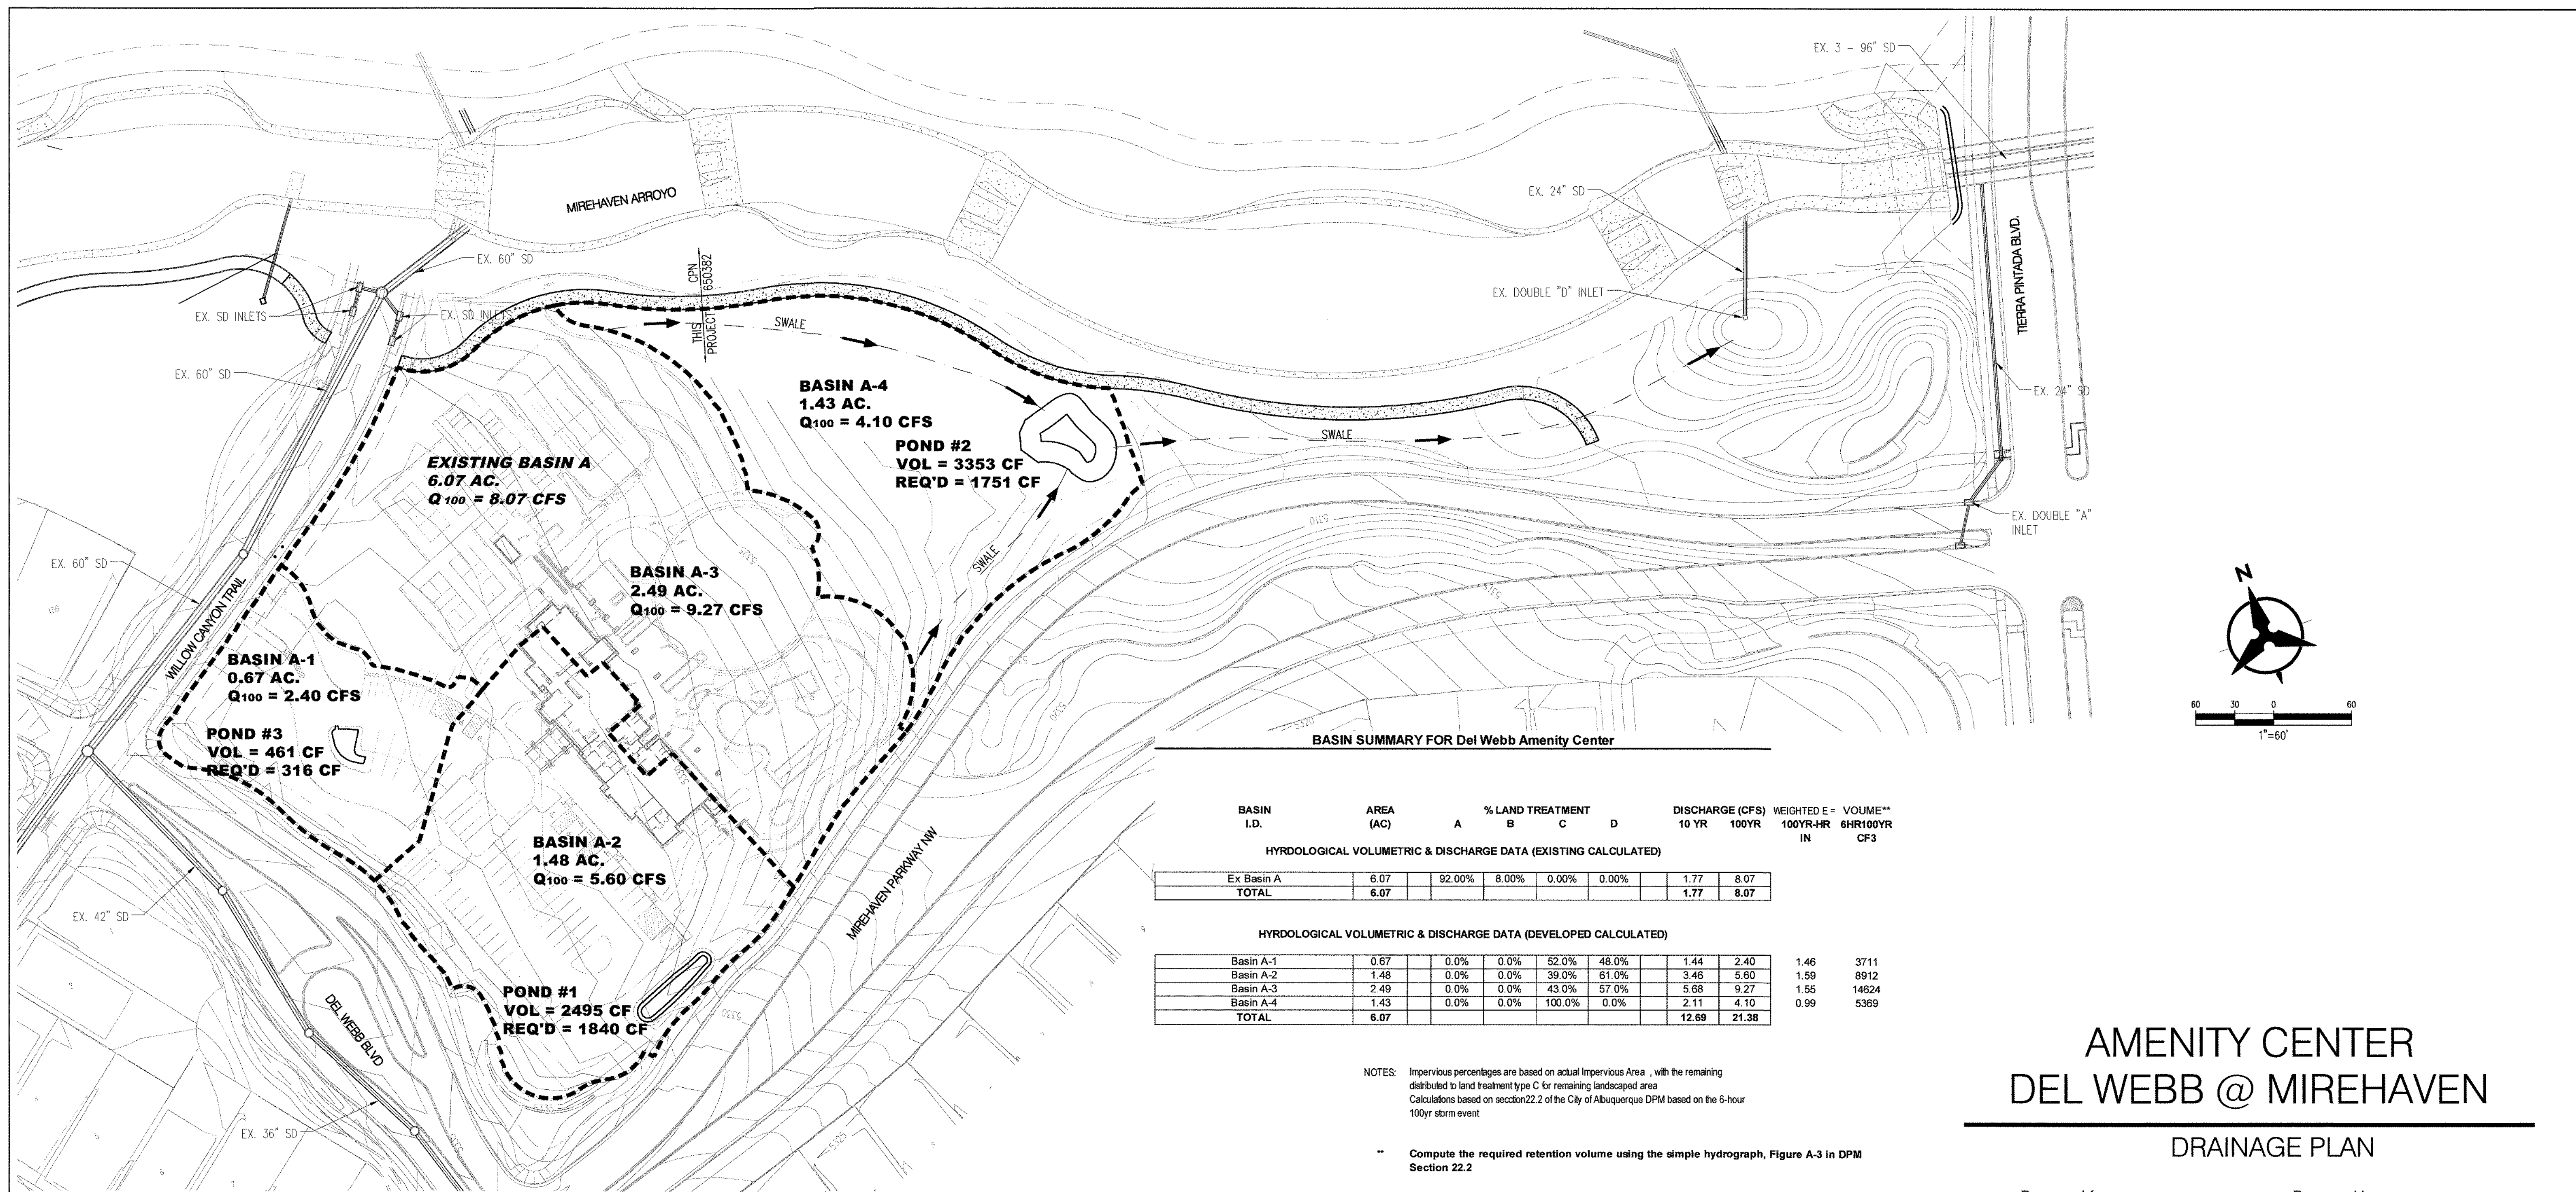 EX. 3 - 96" SD
MIREHAVEN ARROYO
EX. 24" SD
EX. 60" SD
CPN
650382
THIS
PROJECT
EX. SD INLETS
EX. SD INLETS
SWALE
EX. DOUBLE "D" INLET
TIERRA PINTADA BLVD.
EX. 60" SD
BASIN A-4
1.43 AC.
Q100 = 4.10 CFS
EX. 24" SD
POND #2
VOL = 3353 CF
REQ'D = 1751 CF
SWALE
EXISTING BASIN A
6.07 AC.
Q100 = 8.07 CFS
5310
EX. DOUBLE "A"
INLET
5325
SWALE
EX. 60" SD
BASIN A-3
2.49 AC.
Q100 = 9.27 CFS
N
WILLOW CANYON TRAIL
BASIN A-1
0.67 AC.
Q100 = 2.40 CFS
5320
60 30 0 60
1"=60'
POND #3
VOL = 461 CF
REQ'D = 316 CF
BASIN A-2
1.48 AC.
Q100 = 5.60 CFS
MIREHAVEN PARKWAY NW
EX. 42" SD
POND #1
VOL = 2495 CF
REQ'D = 1840 CF
5330
DEL WEBB BLVD
EX. 36" SD
5325
BASIN SUMMARY FOR Del Webb Amenity Center
BASIN AREA % LAND TREATMENT DISCHARGE (CFS) WEIGHTED E = VOUME**
I.D. (AC) A B C D 10 YR 100YR 100YR-HR 6HR100YR
IN CF3
HYRDOLOGICAL VOLUMETRIC & DISCHARGE DATA (EXISTING CALCULATED)
Ex Basin A 6.07 92.00% 8.00% 0.00% 0.00% 1.77 8.07
TOTAL 6.07 1.77 8.07
HYRDOLOGICAL VOLUMETRIC & DISCHARGE DATA (DEVELOPED CALCULATED)
Basin A-1 0.67 0.0% 0.0% 52.0% 48.0% 1.44 2.40 1.46 3711
Basin A-2 1.48 0.0% 0.0% 39.0% 61.0% 3.46 5.60 1.59 8912
Basin A-3 2.49 0.0% 0.0% 43.0% 57.0% 5.68 9.27 1.55 14624
Basin A-4 1.43 0.0% 0.0% 100.0% 0.0% 2.11 4.10 0.99 5369
TOTAL 6.07 12.69 21.38
NOTES: Impervious percentages are based on actual Impervious Area , with the remaining
distributed to land treatment type C for remaining landscaped area
Calculations based on secction22.2 of the City of Albuquerque DPM based on the 6-hour
100yr storm event
** Compute the required retention volume using the simple hydrograph, Figure A-3 in DPM
Section 22.2
AMENITY CENTER
DEL WEBB @ MIREHAVEN
DRAINAGE PLAN